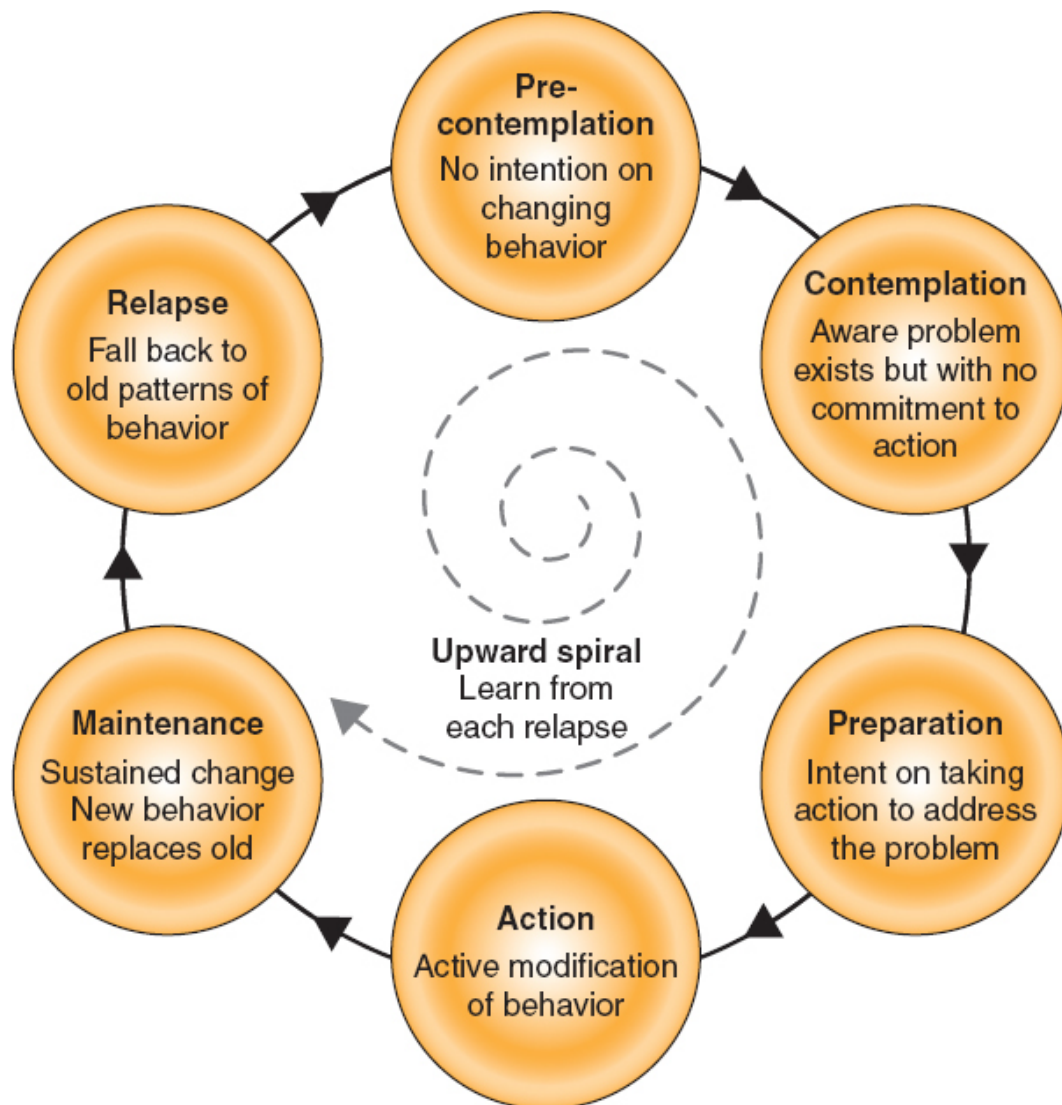 Pre-
contemplation
No intention on
changing
behavior
Contemplation
Aware problem
exists but with no
commitment to
action
Preparation
Intent on taking
action to address
the problem
Action
Active modification
of behavior
Maintenance
Sustained change
New behavior
replaces old
Relapse
Fall back to
old patterns of
behavior
Upward spiral
Learn from
each relapse